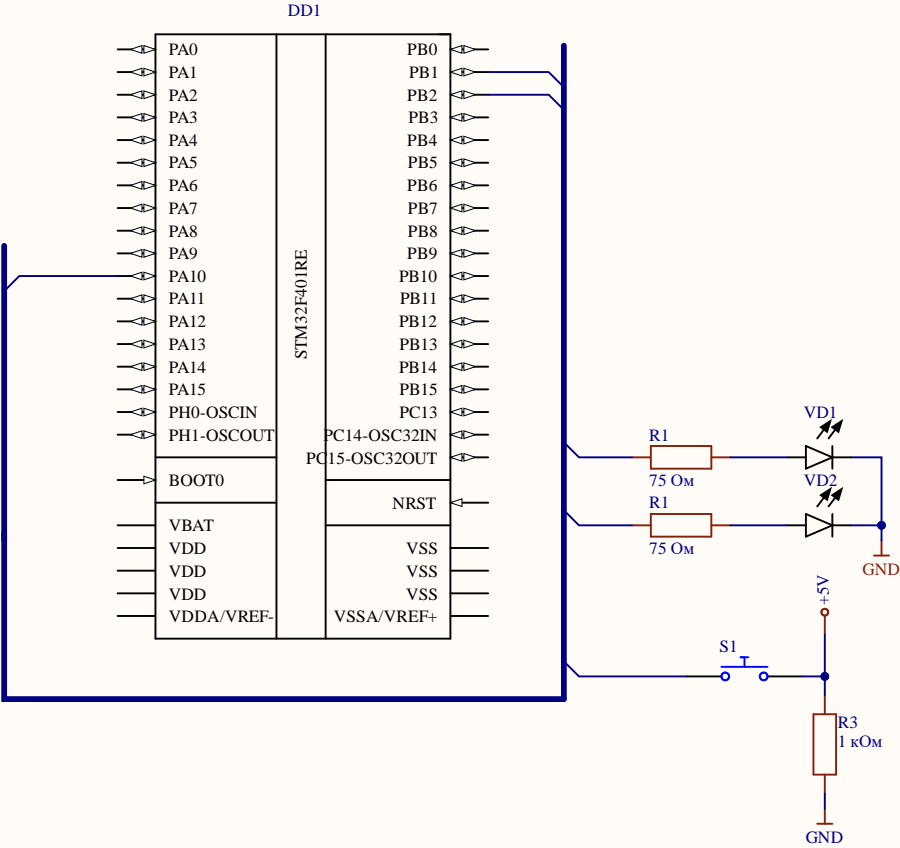 DD1
PA0
PA1
PA2
PA3
PA4
PA5
PA6
PA7
PA8
PA9
PA10
PA11
PA12
PA13
PA14
PA15
PH0-OSCIN
PH1-OSCOUT
BOOT0
VBAT
VDD
VDD
VDD
VDDA/VREF-
STM32F401RE
PB0
PB1
PB2
PB3
PB4
PB5
PB6
PB7
PB8
PB9
PB10
PB11
PB12
PB13
PB14
PB15
PC13
PC14-OSC32IN
PC15-OSC32OUT
NRST
VSS
VSS
VSS
VSSA/VREF+
R1
75 Ом
VD1
R1
75 Ом
VD2
GND
+5V
S1
R3
1 кОм
GND